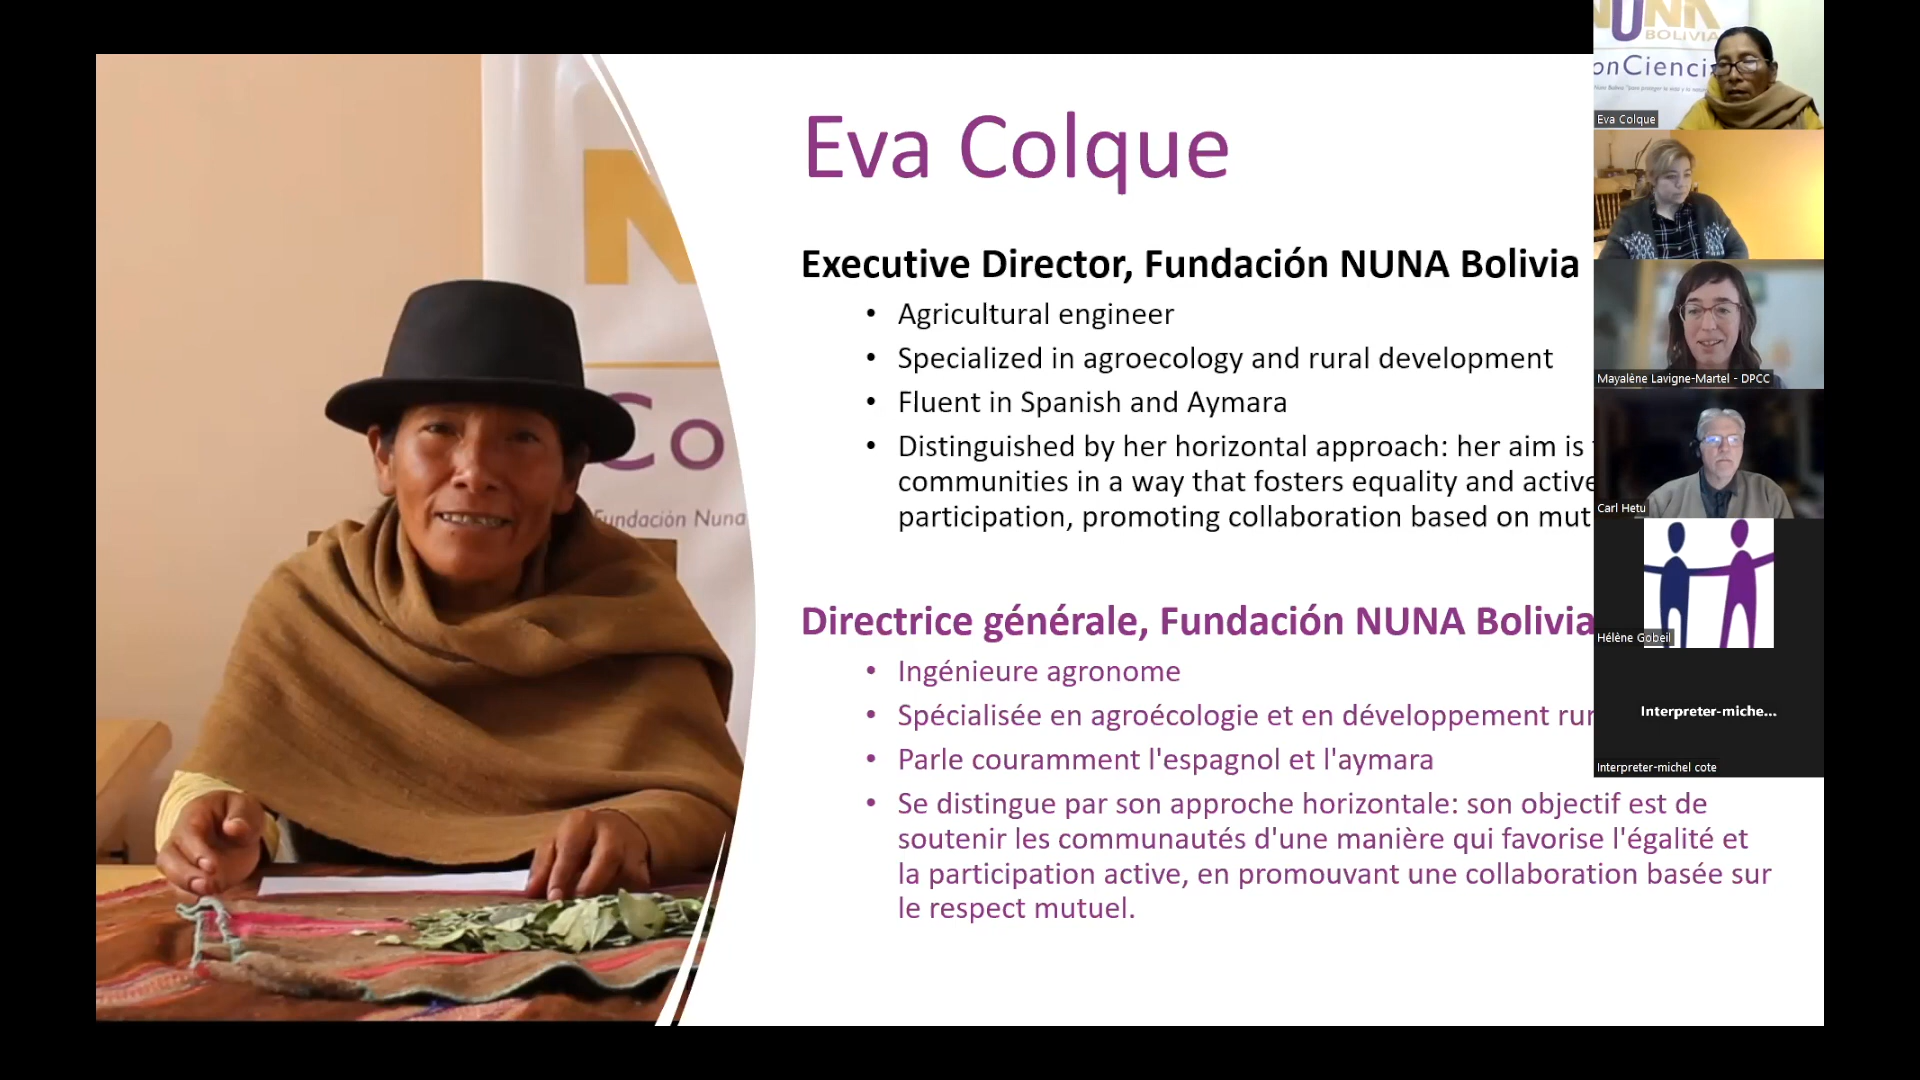 Eva Colque
Executive Director, Fundación NUNA Bolivia
• Agricultural engineer
• Specialized in agroecology and rural development
• Fluent in Spanish and Aymara
• Distinguished by her horizontal approach: her aim is
communities in a way that fosters equality and active
participation, promoting collaboration based on mut
Directrice générale, Fundación NUNA Bolivia
• Ingénieure agronome
• Spécialisée en agroécologie et en développement rur
• Parle couramment l'espagnol et l'aymara
• Se distingue par son approche horizontale: son objectif est de
soutenir les communautés d'une manière qui favorise l'égalité et
la participation active, en promouvant une collaboration basée sur
le respect mutuel.
N
Co
Fundación Nuna
NUNA
BOLIVIA
onCienci
Eva Colque
Mayalène Lavigne-Martel - DPCC
Carl Hetu
Hélène Gobeil
Interpreter-miche...
Interpreter-michel cote